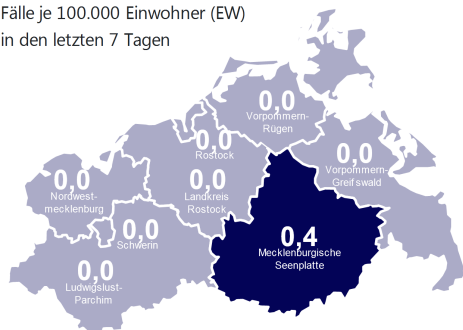 Fälle je 100.000 Einwohner (EW)
in den letzten 7 Tagen
0,0
Vorpommern-
Rügen
0,0
Rostock
0,0
Vorpommern-
Greifswald
0,0
Nordwest-
mecklenburg
0,0
Landkreis
Rostock
0,0
Schwerin
0,4
Mecklenburgische
Seenplatte
0,0
Ludwigslust-
Parchim